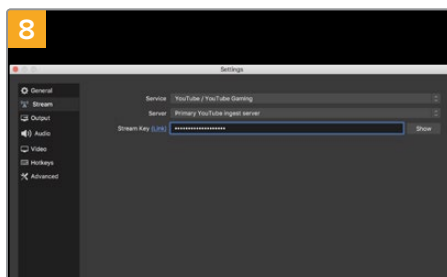 8
Settings
General
Stream
Output
Audio
Video
Hotkeys
Advanced
Service YouTube / YouTube Gaming
Server Primary YouTube ingest server
Stream Key (Link) •••••••••••••••••••• Show